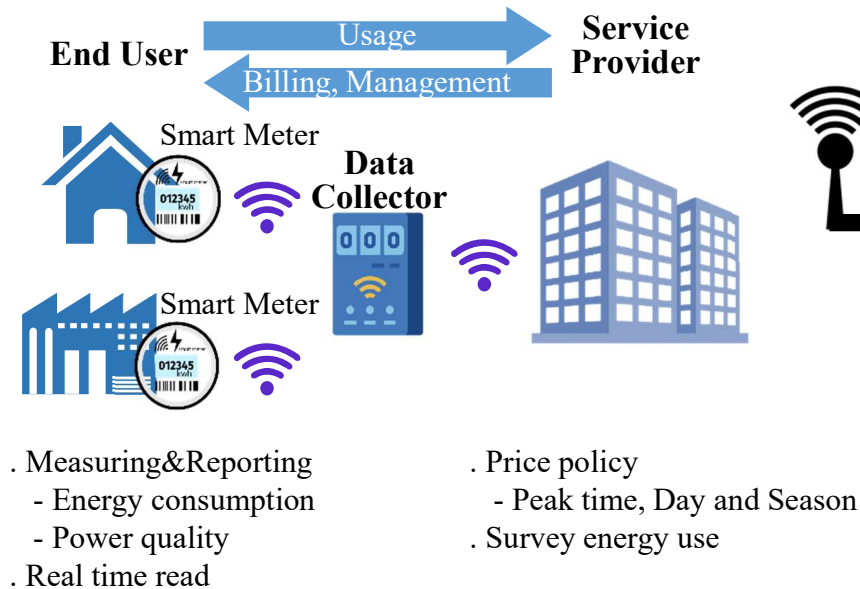 End User
Usage
Billing, Management
Service
Provider
Smart Meter
012345
kwh
Data
Collector
000
Smart Meter
012345
kwh
. Measuring&Reporting
- Energy consumption
- Power quality
. Real time read
. Price policy
- Peak time, Day and Season
. Survey energy use